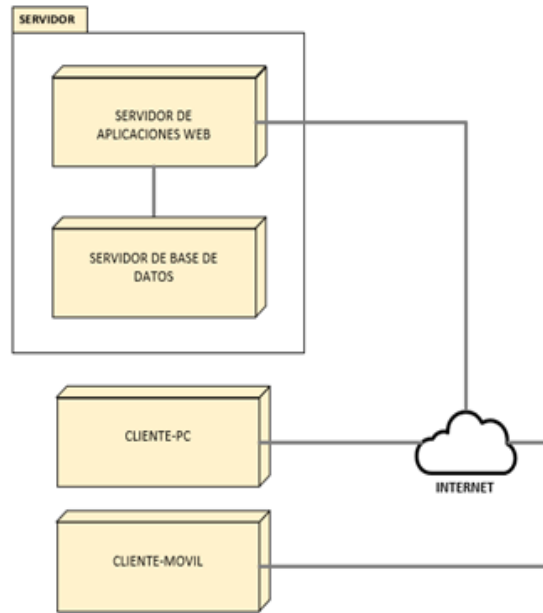 SERVIDOR
SERVIDOR DE
APLICACIONES WEB
SERVIDOR DE BASE DE
DATOS
CLIENTE-PC
INTERNET
CLIENTE-MOVIL